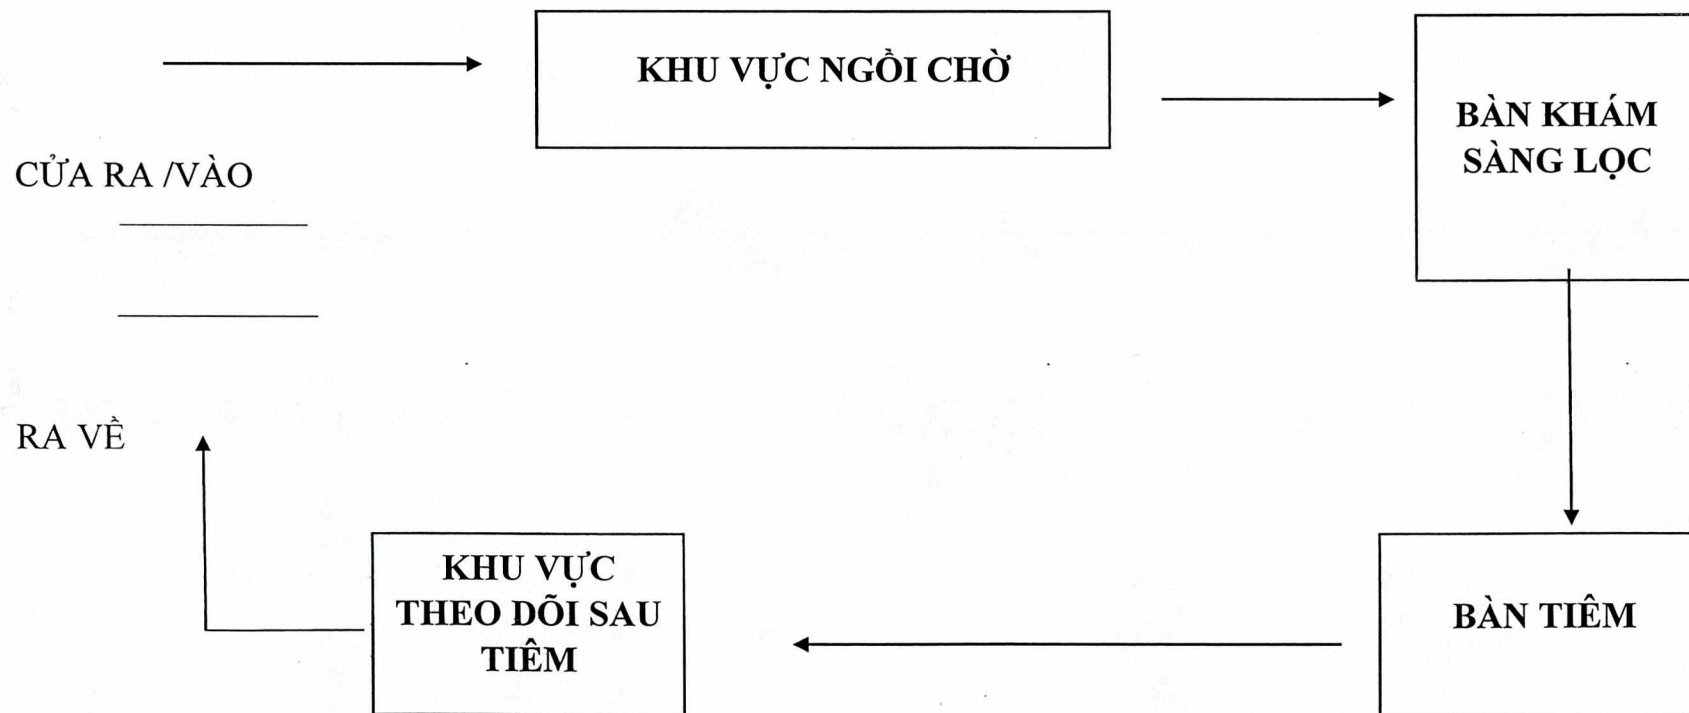 KHU VỰC NGỒI CHỜ
BÀN KHÁM
SÀNG LỌC
CỬA RA /VÀO
RA VỀ
KHU VỰC
THEO DÕI SAU
TIÊM
BÀN TIÊM